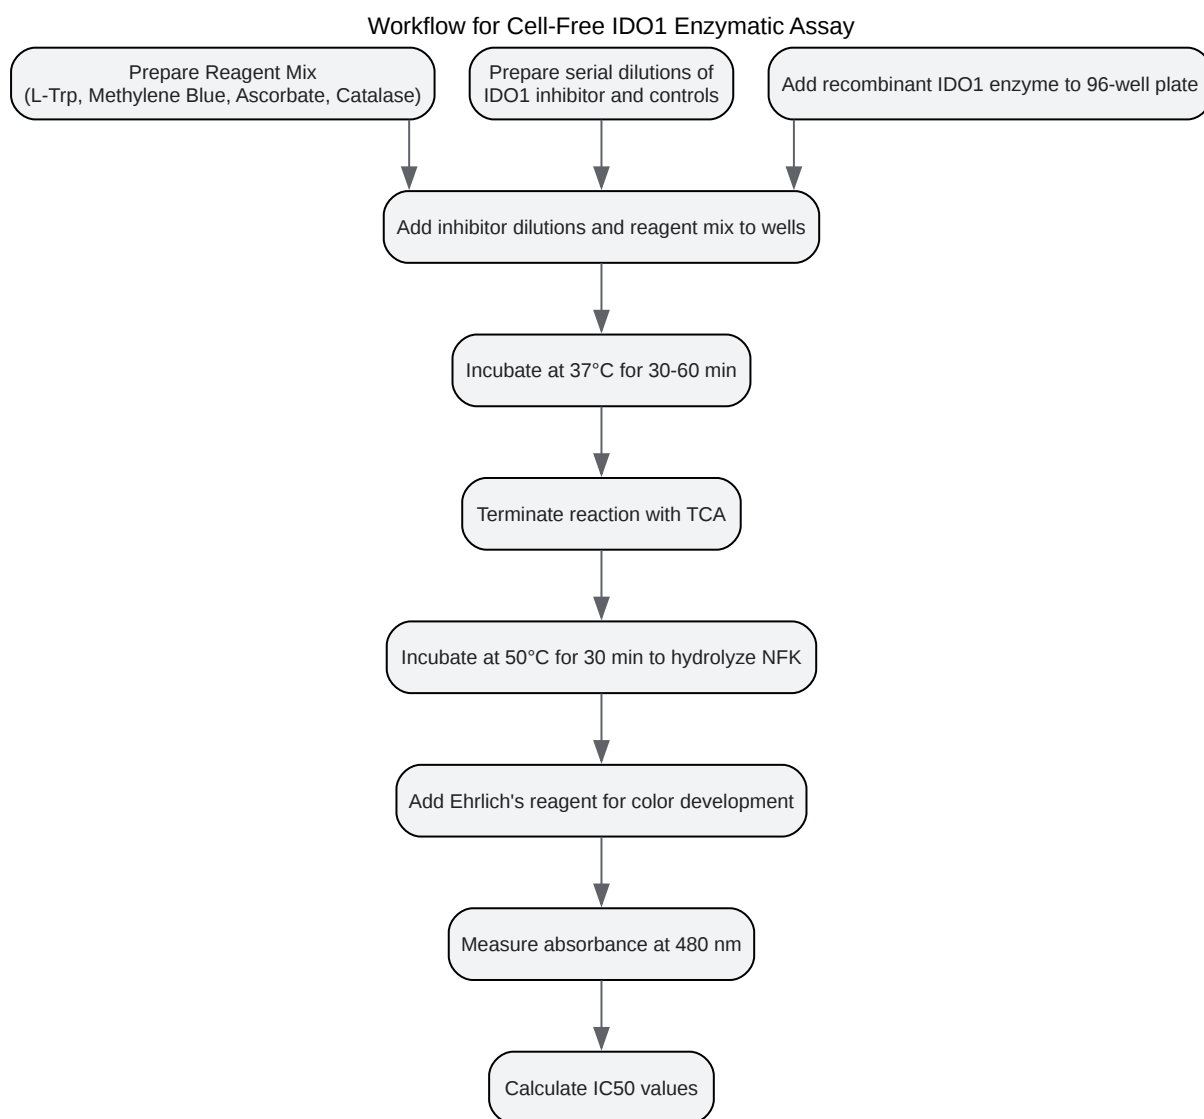 Workflow for Cell-Free IDO1 Enzymatic Assay
Prepare Reagent Mix
(L-Trp, Methylene Blue, Ascorbate, Catalase)
Prepare serial dilutions of
IDO1 inhibitor and controls
Add recombinant IDO1 enzyme to 96-well plate
Add inhibitor dilutions and reagent mix to wells
Incubate at 37°C for 30-60 min
Terminate reaction with TCA
Incubate at 50°C for 30 min to hydrolyze NFK
Add Ehrlich's reagent for color development
Measure absorbance at 480 nm
Calculate IC50 values